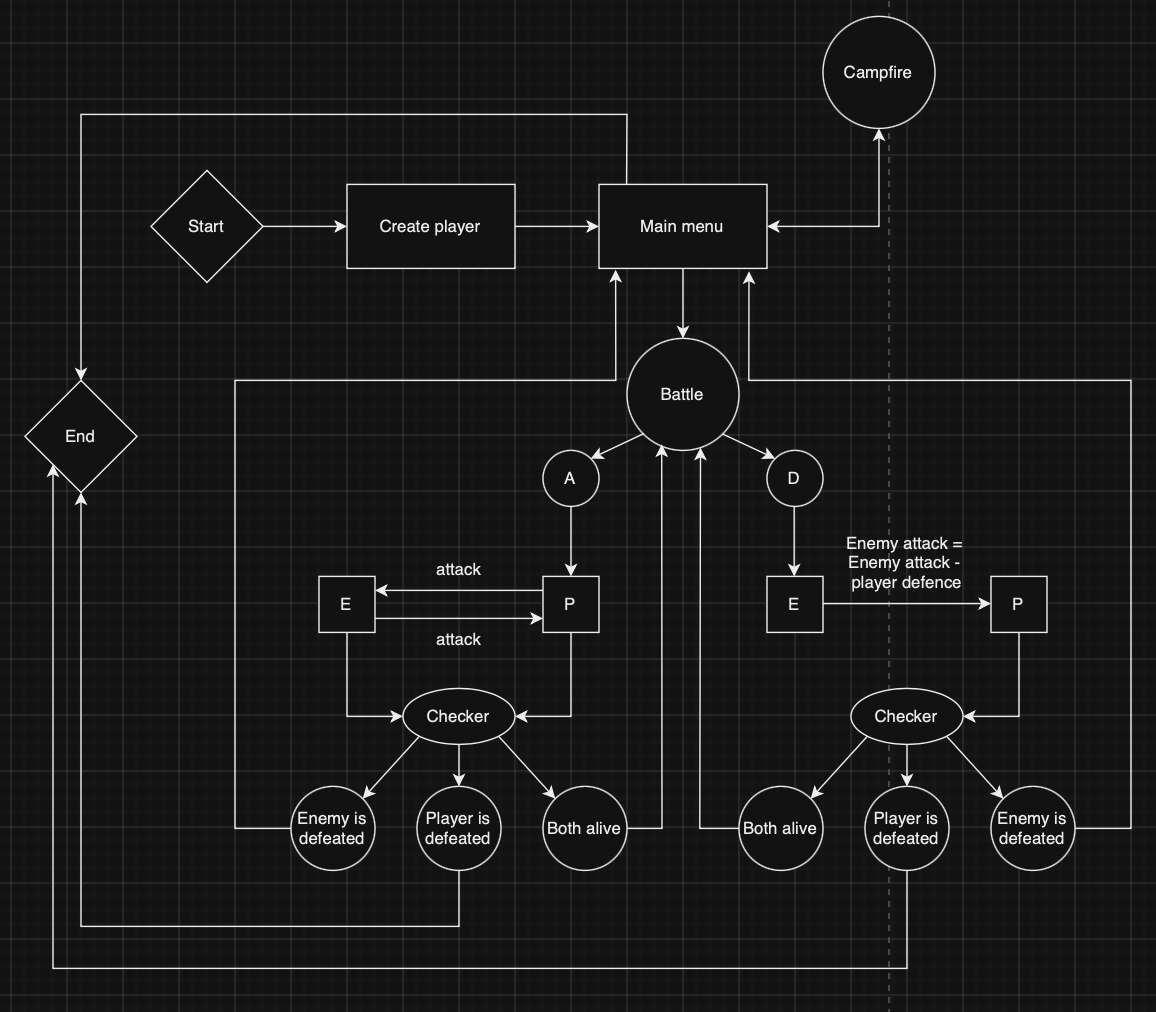 Campfire
Start
Create player
Main menu
Battle
End
A
D
Enemy attack =
Enemy attack -
player defence
attack
E
P
E
P
attack
Checker
Checker
Enemy is
defeated
Player is
defeated
Both alive
Both alive
Player is
defeated
Enemy is
defeated